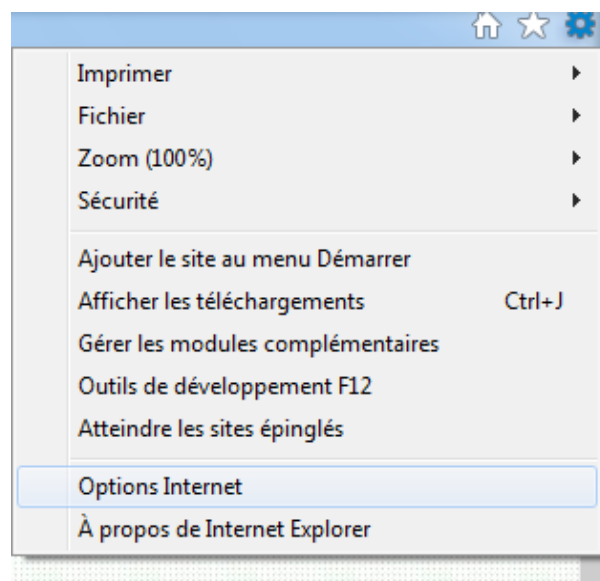 Imprimer
Fichier
Zoom (100%)
Sécurité
Ajouter le site au menu Démarrer
Afficher les téléchargements Ctrl+J
Gérer les modules complémentaires
Outils de développement F12
Atteindre les sites épinglés
Options Internet
À propos de Internet Explorer